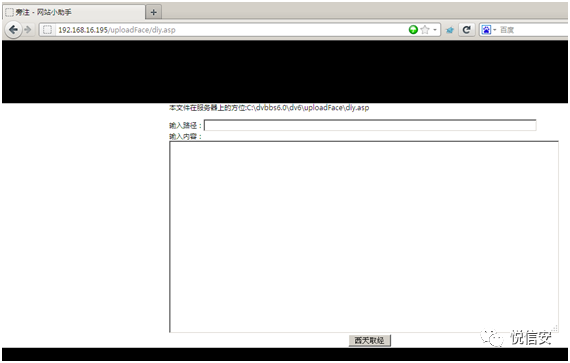 旁注 - 网站小助手
192.168.16.195/uploadFace/diy.asp
百度
本文件在服务器上的方位:C:\dvbbs6.0\dv6\uploadFace\diy.asp
输入路径：
输入内容：
西天取经
悦信安